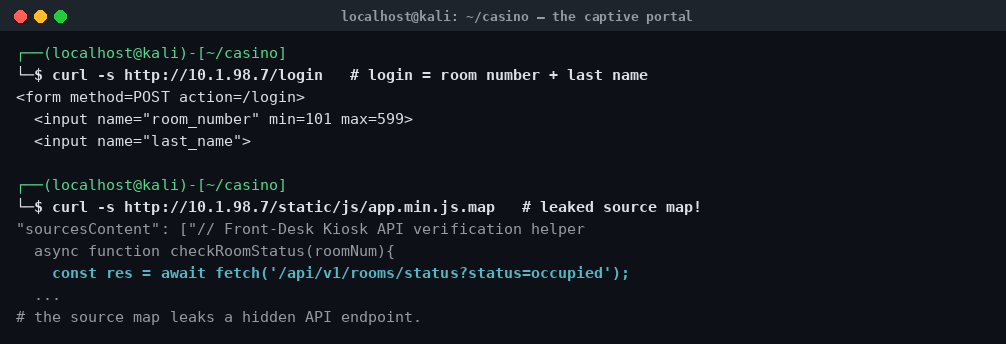 localhost@kali: ~/casino — the captive portal
┌──(localhost@kali)-[~/casino]
└─$ curl -s http://10.1.98.7/login   # login = room number + last name
<form method=POST action=/login>
  <input name="room_number" min=101 max=599>
  <input name="last_name">
┌──(localhost@kali)-[~/casino]
└─$ curl -s http://10.1.98.7/static/js/app.min.js.map   # leaked source map!
"sourcesContent": ["// Front-Desk Kiosk API verification helper
  async function checkRoomStatus(roomNum){
    const res = await fetch('/api/v1/rooms/status?status=occupied');
  ...
# the source map leaks a hidden API endpoint.